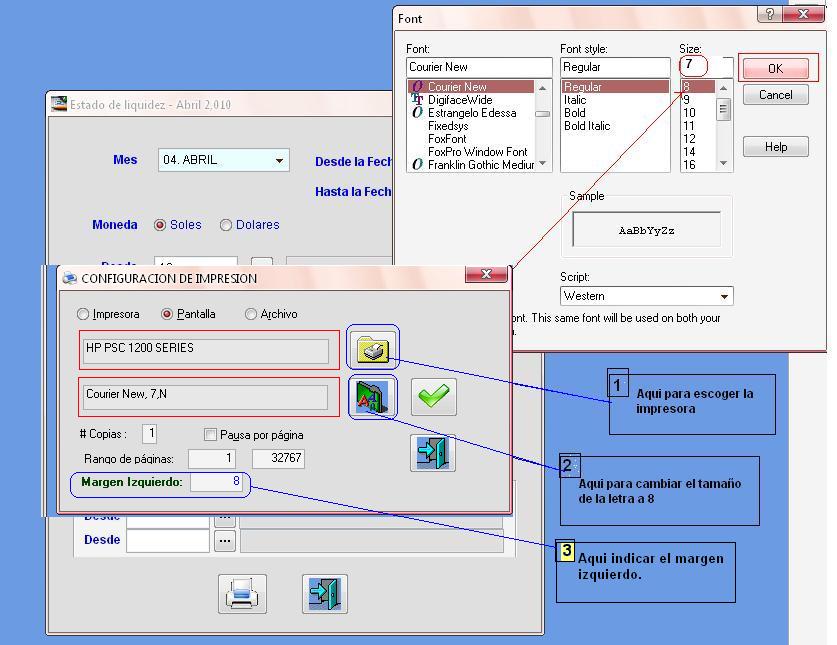 Font
Font:
Font style:
Size:
Courier New
Regular
7
OK
Courier New
DigifaceWide
Estrangelo Edessa
Fixedsys
FoxFont
FoxPro Window Font
Franklin Gothic Medium
Regular
Italic
Bold
Bold Italic
8
9
10
11
12
14
16
Cancel
Help
Sample
AaBbYyZz
Script:
Western
ont. This same font will be used on both your
Estado de liquidez - Abril 2,010
Mes
04. ABRIL
Desde la Fech
Hasta la Fech
Moneda
Soles
Dolares
CONFIGURACION DE IMPRESION
Impresora
Pantalla
Archivo
HP PSC 1200 SERIES
Courier New, 7,N
# Copias :
1
Pausa por página
Rango de páginas:
1
32767
Margen Izquierdo:
8
Desde
...
Desde
...
1
Aqui para escoger la
impresora
2
Aqui para cambiar el tamaño
de la letra a 8
3
Aqui indicar el margen
izquierdo.